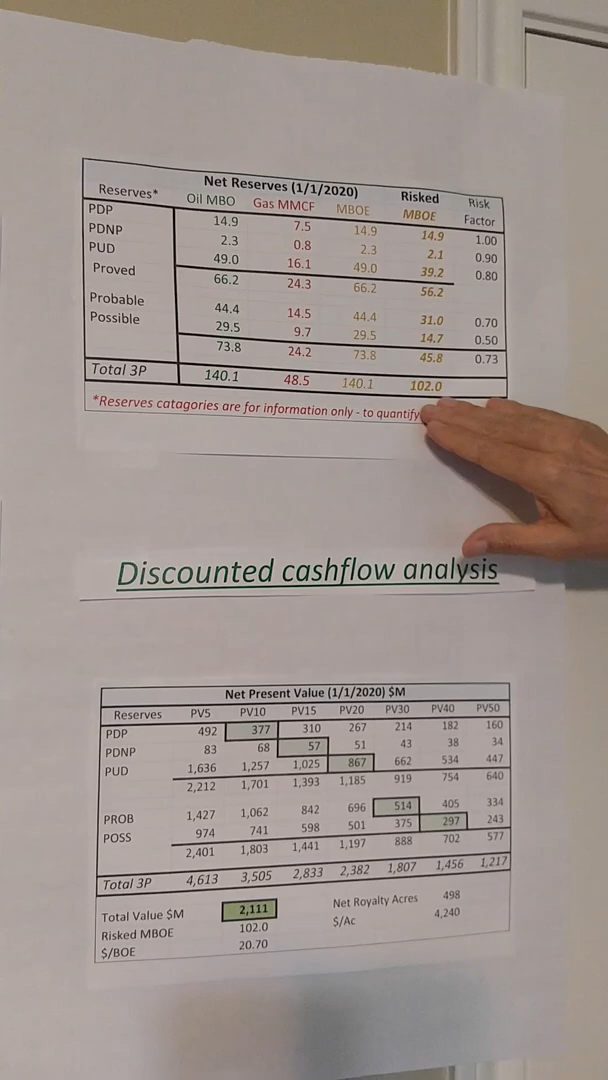 Net Reserves (1/1/2020) Risked Risk
Reserves* Oil MBO Gas MMCF MBOE MBOE Factor
PDP 14.9 7.5 14.9 14.9 1.00
PDNP 2.3 0.8 2.3 2.1 0.90
PUD 49.0 16.1 49.0 39.2 0.80
Proved 66.2 24.3 66.2 56.2
Probable 44.4 14.5 44.4 31.0 0.70
Possible 29.5 9.7 29.5 14.7 0.50
73.8 24.2 73.8 45.8 0.73
Total 3P 140.1 48.5 140.1 102.0
*Reserves catagories are for information only - to quantify
Discounted cashflow analysis
Net Present Value (1/1/2020) $M
Reserves PV5 PV10 PV15 PV20 PV30 PV40 PV50
PDP 492 377 310 267 214 182 160
PDNP 83 68 57 51 43 38 34
PUD 1,636 1,257 1,025 867 662 534 447
2,212 1,701 1,393 1,185 919 754 640
PROB 1,427 1,062 842 696 514 405 334
POSS 974 741 598 501 375 297 243
2,401 1,803 1,441 1,197 888 702 577
Total 3P 4,613 3,505 2,833 2,382 1,807 1,456 1,217
Total Value $M 2,111 Net Royalty Acres 498
Risked MBOE 102.0 $/Ac 4,240
$/BOE 20.70